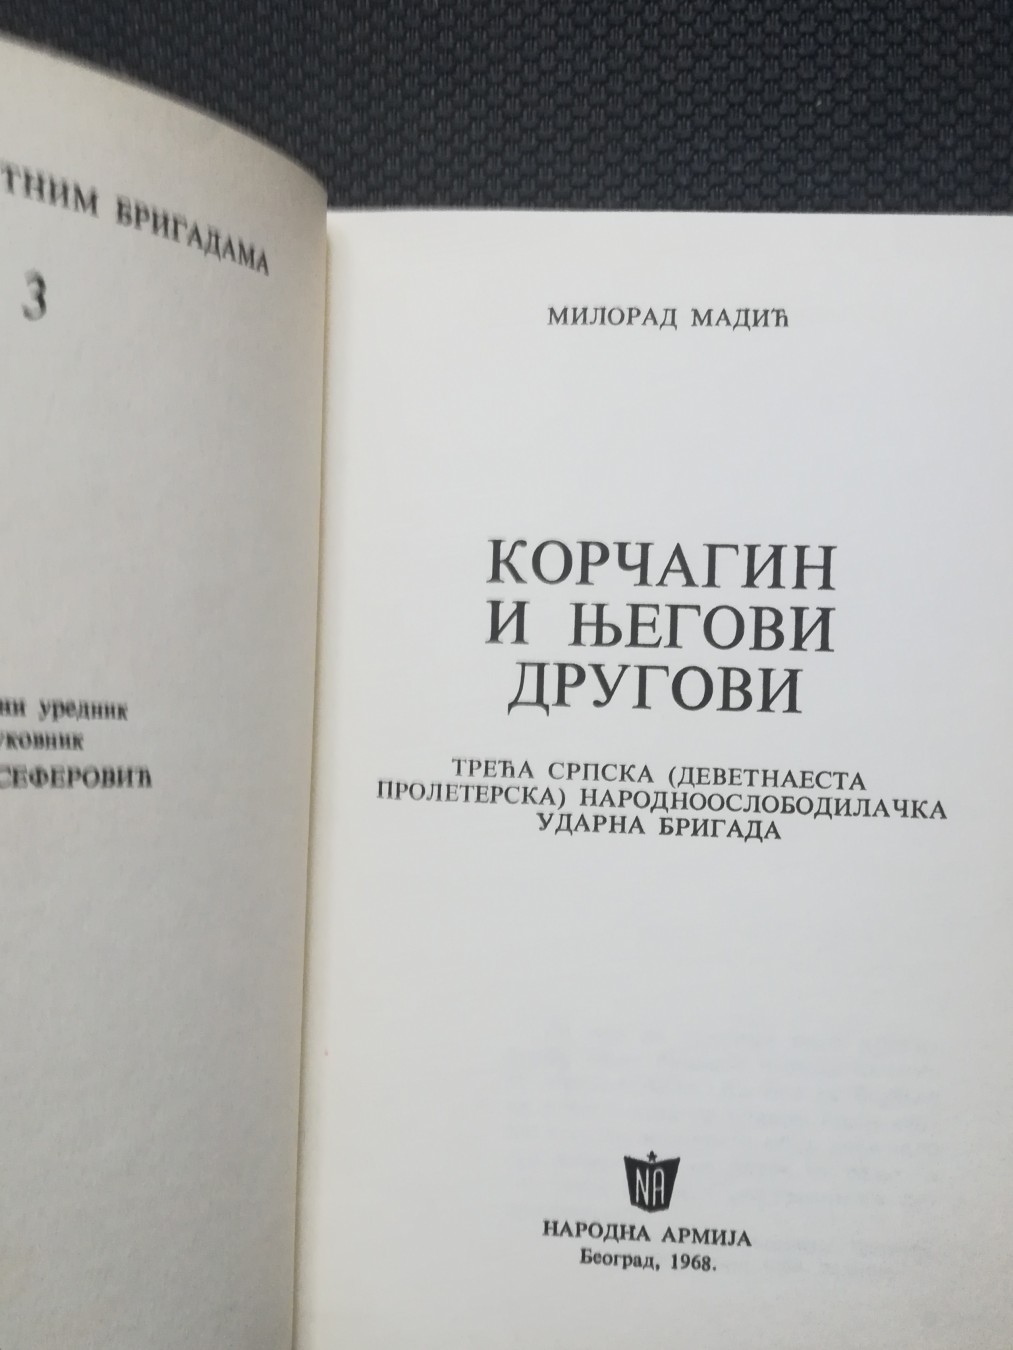 ТНИМ БРИГАДАМА
3
ни уредник
уковник
СЕФЕРОВИЋ
МИЛОРАД МАДИЋ
КОРЧАГИН
И ЊЕГОВИ
ДРУГОВИ
ТРЕЋА СРПСКА (ДЕВЕТНАЕСТА
ПРОЛЕТЕРСКА) НАРОДНООСЛОБОДИЛАЧКА
УДАРНА БРИГАДА
NA
НАРОДНА АРМИЈА
Београд, 1968.